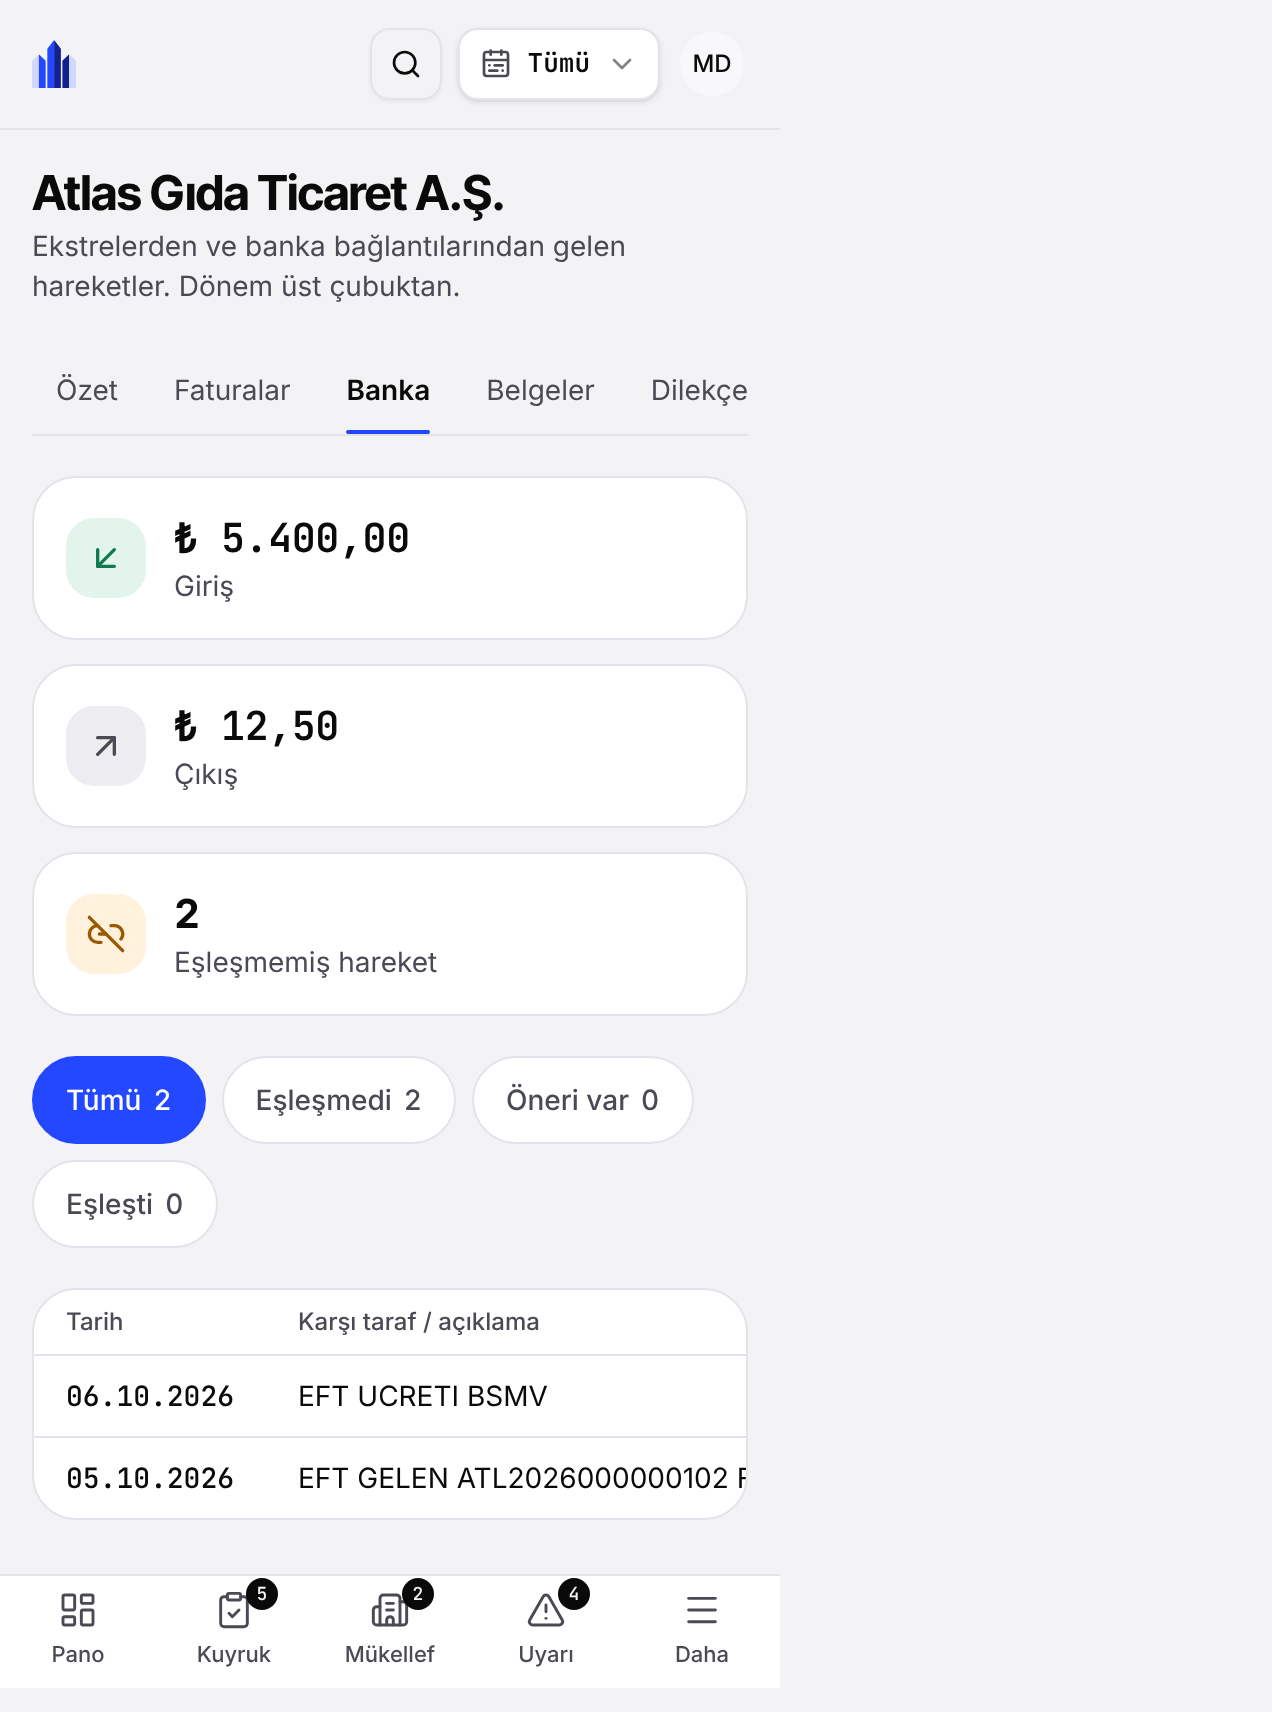 Tümü
MD
Atlas Gıda Ticaret A.Ş.
Ekstrelerden ve banka bağlantılarından gelen
hareketler. Dönem üst çubuktan.
Özet Faturalar Banka Belgeler Dilekçe
₺ 5.400,00
Giriş
₺ 12,50
Çıkış
2
Eşleşmemiş hareket
Tümü 2 Eşleşmedi 2 Öneri var 0
Eşleşti 0
Tarih Karşı taraf / açıklama
06.10.2026 EFT UCRETI BSMV
05.10.2026 EFT GELEN ATL2026000000102
5 2 4
Pano Kuyruk Mükellef Uyarı Daha